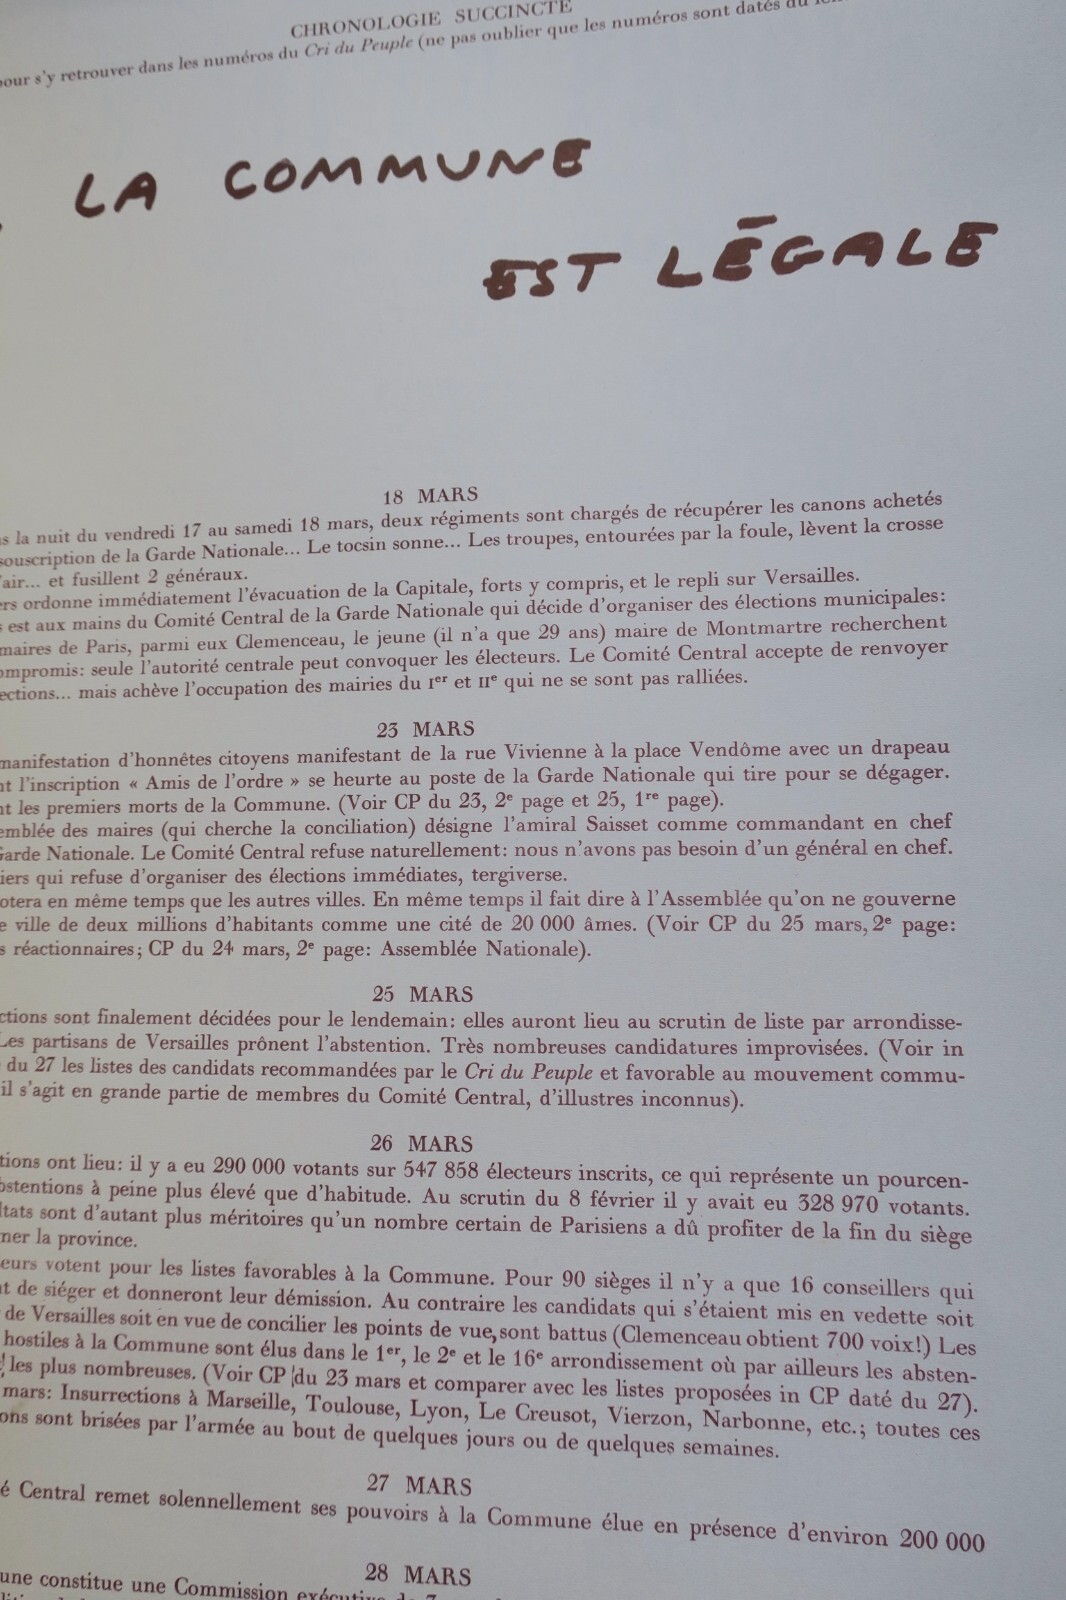 CHRONOLOGIE SUCCINCTE
pour s'y retrouver dans les numéros du Cri du Peuple (ne pas oublier que les numéros sont datés du
LA COMMUNE
EST LÉGALE
18 MARS
la nuit du vendredi 17 au samedi 18 mars, deux régiments sont chargés de récupérer les canons achetés
souscription de la Garde Nationale... Le tocsin sonne... Les troupes, entourées par la foule, lèvent la crosse
'air... et fusillent 2 généraux.
ers ordonne immédiatement l'évacuation de la Capitale, forts y compris, et le repli sur Versailles.
est aux mains du Comité Central de la Garde Nationale qui décide d'organiser des élections municipales:
maires de Paris, parmi eux Clemenceau, le jeune (il n'a que 29 ans) maire de Montmartre recherchent
ompromis: seule l'autorité centrale peut convoquer les électeurs. Le Comité Central accepte de renvoyer
ections... mais achève l'occupation des mairies du Ier et IIe qui ne se sont pas ralliées.
23 MARS
manifestation d'honnêtes citoyens manifestant de la rue Vivienne à la place Vendôme avec un drapeau
nt l'inscription « Amis de l'ordre » se heurte au poste de la Garde Nationale qui tire pour se dégager.
nt les premiers morts de la Commune. (Voir CP du 23, 2e page et 25, 1re page).
emblée des maires (qui cherche la conciliation) désigne l'amiral Saisset comme commandant en chef
Garde Nationale. Le Comité Central refuse naturellement: nous n'avons pas besoin d'un général en chef.
iers qui refuse d'organiser des élections immédiates, tergiverse.
otera en même temps que les autres villes. En même temps il fait dire à l'Assemblée qu'on ne gouverne
e ville de deux millions d'habitants comme une cité de 20 000 âmes. (Voir CP du 25 mars, 2e page:
s réactionnaires; CP du 24 mars, 2e page: Assemblée Nationale).
25 MARS
ctions sont finalement décidées pour le lendemain: elles auront lieu au scrutin de liste par arrondisse-
Les partisans de Versailles prônent l'abstention. Très nombreuses candidatures improvisées. (Voir in
du 27 les listes des candidats recommandées par le Cri du Peuple et favorable au mouvement commu-
il s'agit en grande partie de membres du Comité Central, d'illustres inconnus).
26 MARS
tions ont lieu: il y a eu 290 000 votants sur 547 858 électeurs inscrits, ce qui représente un pourcen-
bstentions à peine plus élevé que d'habitude. Au scrutin du 8 février il y avait eu 328 970 votants.
ltats sont d'autant plus méritoires qu'un nombre certain de Parisiens a dû profiter de la fin du siège
ner la province.
eurs votent pour les listes favorables à la Commune. Pour 90 sièges il n'y a que 16 conseillers qui
nt de siéger et donneront leur démission. Au contraire les candidats qui s'étaient mis en vedette soit
de Versailles soit en vue de concilier les points de vue, sont battus (Clemenceau obtient 700 voix!) Les
hostiles à la Commune sont élus dans le 1er, le 2e et le 16e arrondissement où par ailleurs les absten-
les plus nombreuses. (Voir CP du 23 mars et comparer avec les listes proposées in CP daté du 27).
mars: Insurrections à Marseille, Toulouse, Lyon, Le Creusot, Vierzon, Narbonne, etc.; toutes ces
ons sont brisées par l'armée au bout de quelques jours ou de quelques semaines.
27 MARS
é Central remet solennellement ses pouvoirs à la Commune élue en présence d'environ 200 000
28 MARS
une constitue une Commission exécutive de 7